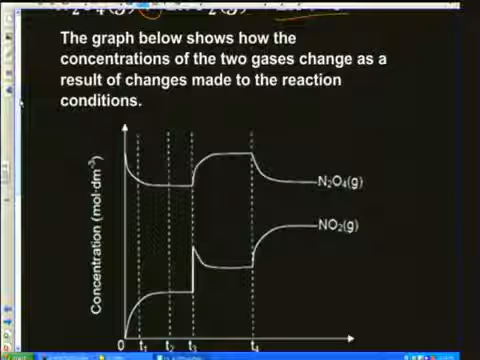 The graph below shows how the
concentrations of the two gases change as a
result of changes made to the reaction
conditions.
Concentration (mol·dm⁻³)
N₂O₄(g)
NO₂(g)
0 t₁ t₂ t₃ t₄